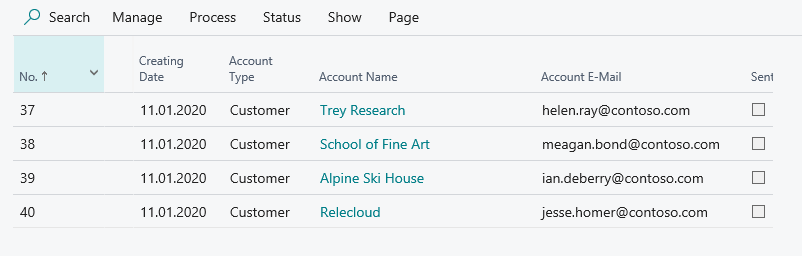 Search Manage Process Status Show Page
No. ↑ Creating Date Account Type Account Name Account E-Mail Sent
37 11.01.2020 Customer Trey Research helen.ray@contoso.com
38 11.01.2020 Customer School of Fine Art meagan.bond@contoso.com
39 11.01.2020 Customer Alpine Ski House ian.deberry@contoso.com
40 11.01.2020 Customer Relecloud jesse.homer@contoso.com